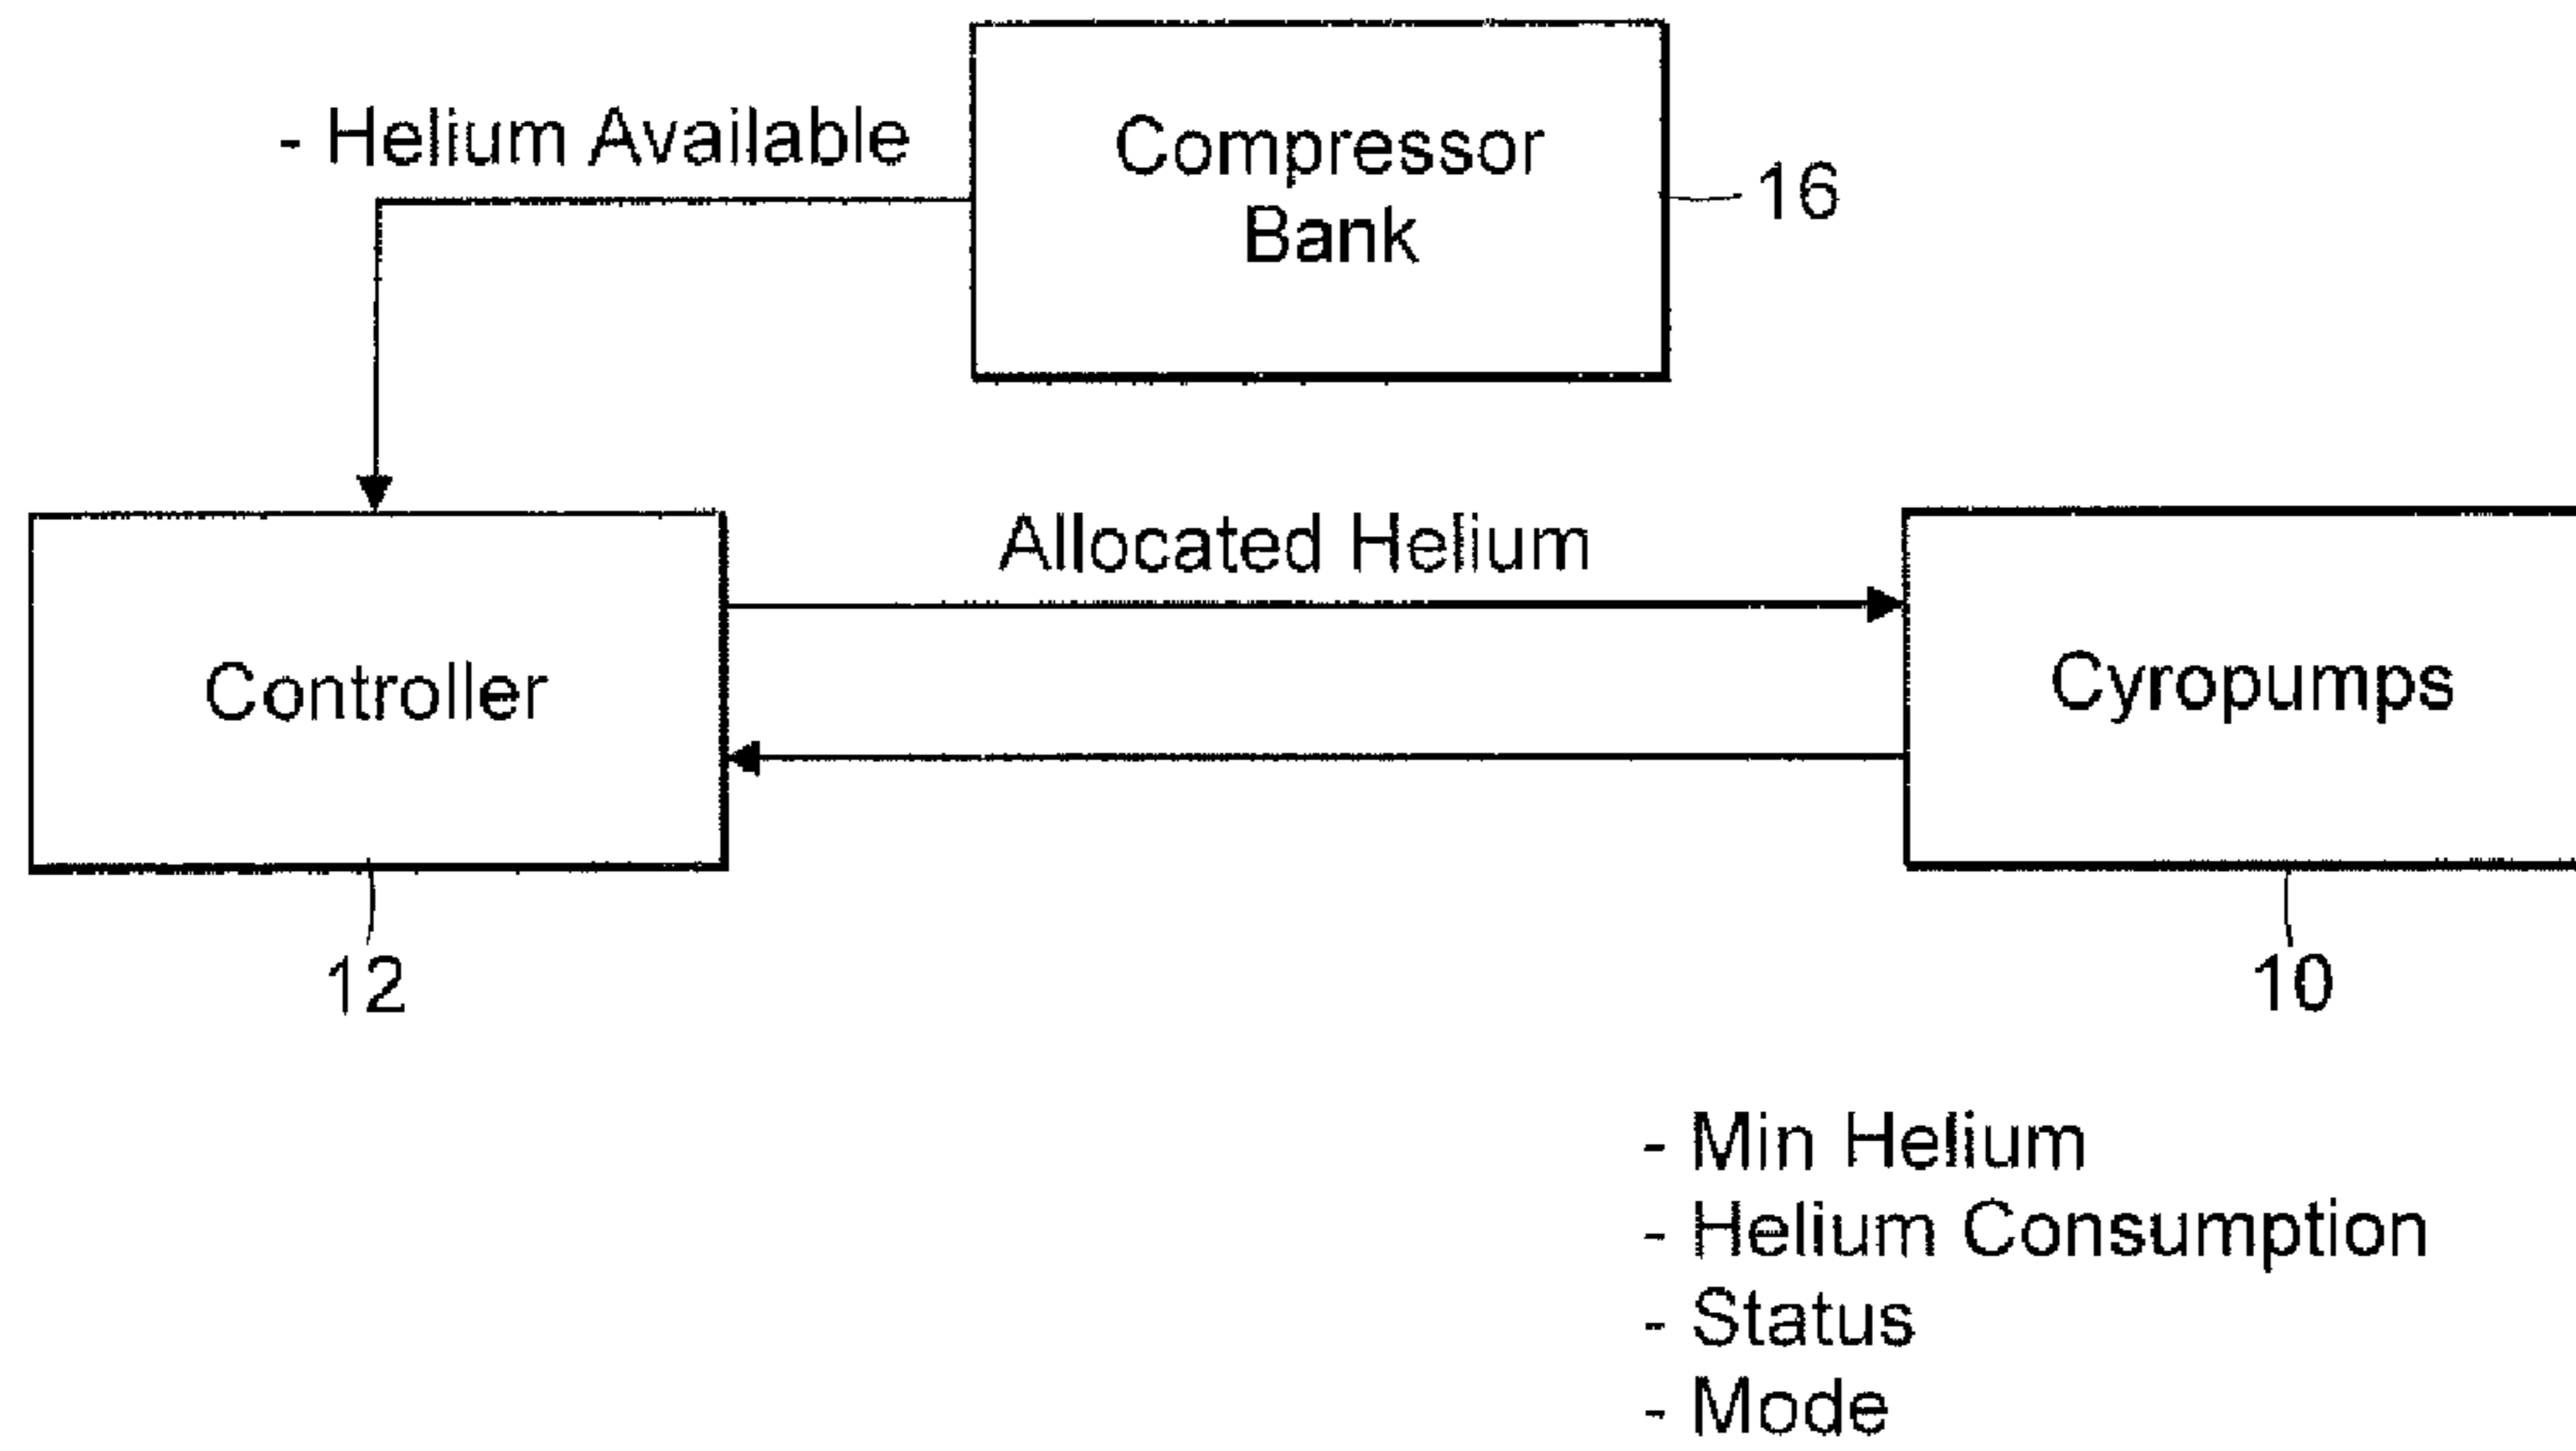 - Helium Available
Compressor
Bank
16
Allocated Helium
Controller
Cyropumps
12
10
- Min Helium
- Helium Consumption
- Status
- Mode